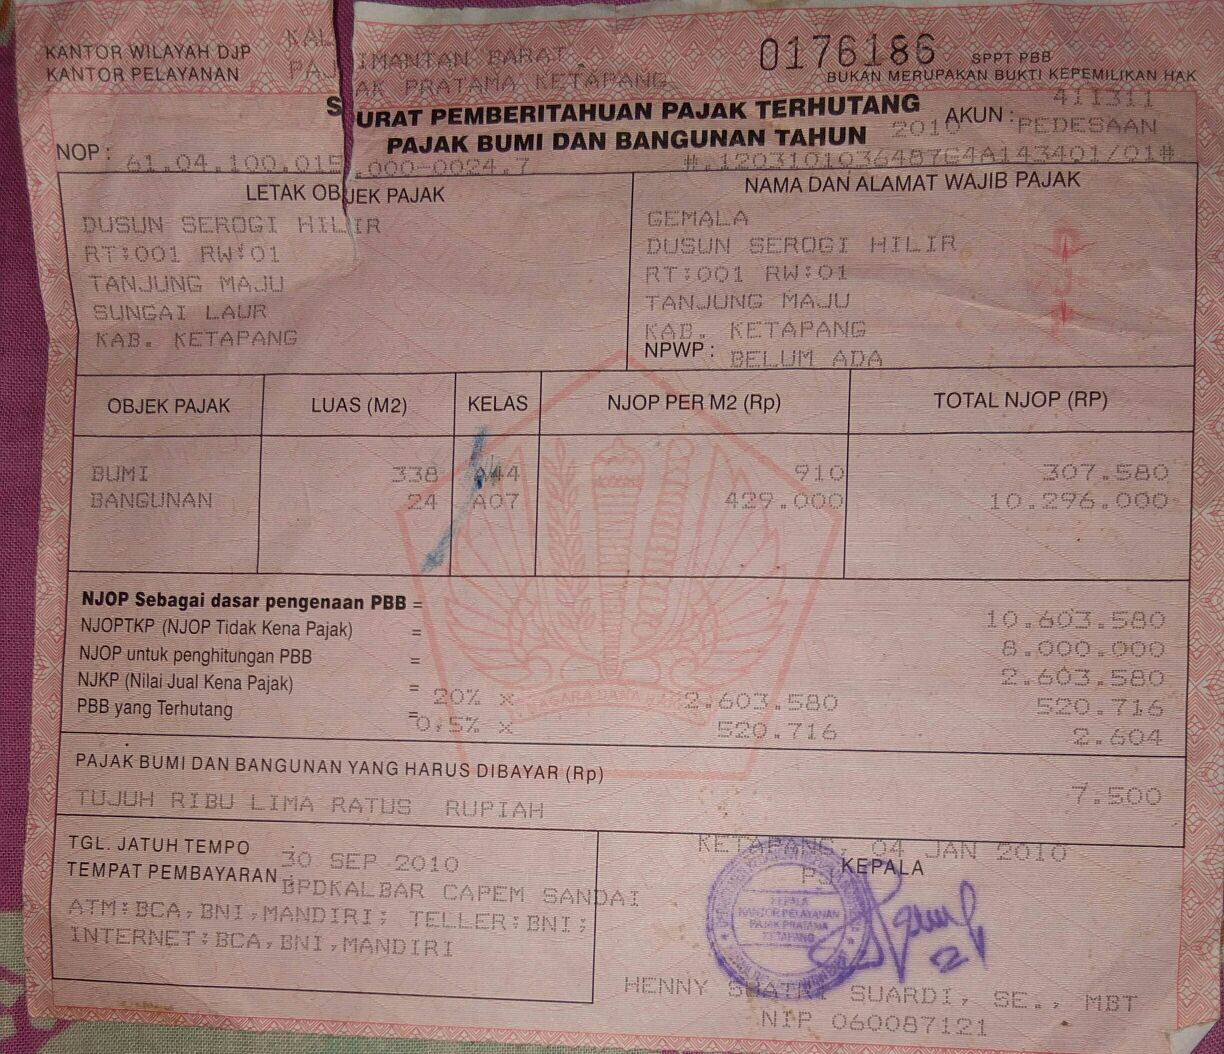 KANTOR WILAYAH DJP KALIMANTAN BARAT
KANTOR PELAYANAN PAJAK PRATAMA KETAPANG
0176186 SPPT PBB
BUKAN MERUPAKAN BUKTI KEPEMILIKAN HAK
SURAT PEMBERITAHUAN PAJAK TERHUTANG
PAJAK BUMI DAN BANGUNAN TAHUN 2010
AKUN : 411311
PEDESAAN
NOP : 61.04.100.015.000-0024.7
#.1203101036487C4A143401/01#
LETAK OBJEK PAJAK
DUSUN SEROGI HILIR
RT:001 RW:01
TANJUNG MAJU
SUNGAI LAUR
KAB. KETAPANG
NAMA DAN ALAMAT WAJIB PAJAK
GEMALA
DUSUN SEROGI HILIR
RT:001 RW:01
TANJUNG MAJU
KAB. KETAPANG
NPWP : BELUM ADA
OBJEK PAJAK LUAS (M2) KELAS NJOP PER M2 (Rp) TOTAL NJOP (RP)
BUMI 338 A44 910 307.580
BANGUNAN 24 A07 429.000 10.296.000
NJOP Sebagai dasar pengenaan PBB = 10.603.580
NJOPTKP (NJOP Tidak Kena Pajak) = 8.000.000
NJOP untuk penghitungan PBB = 2.603.580
NJKP (Nilai Jual Kena Pajak) = 20% x 2.603.580 520.716
PBB yang Terhutang = 0,5% x 520.716 2.604
PAJAK BUMI DAN BANGUNAN YANG HARUS DIBAYAR (Rp) 7.500
TUJUH RIBU LIMA RATUS RUPIAH
TGL. JATUH TEMPO : 30 SEP 2010
TEMPAT PEMBAYARAN : BPDKALBAR CAPEM SANDAI
ATM:BCA,BNI,MANDIRI; TELLER:BNI;
INTERNET:BCA,BNI,MANDIRI
KETAPANG, 04 JAN 2010
PJ KEPALA
KEPALA
KANTOR PELAYANAN
PAJAK PRATAMA
KETAPANG
HENNY SUARDI, SE., MBT
NIP 060087121